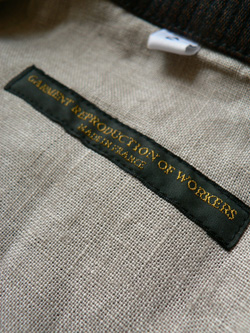 GARMENT REPRODUCTION OF WORKERS
MADE IN FRANCE